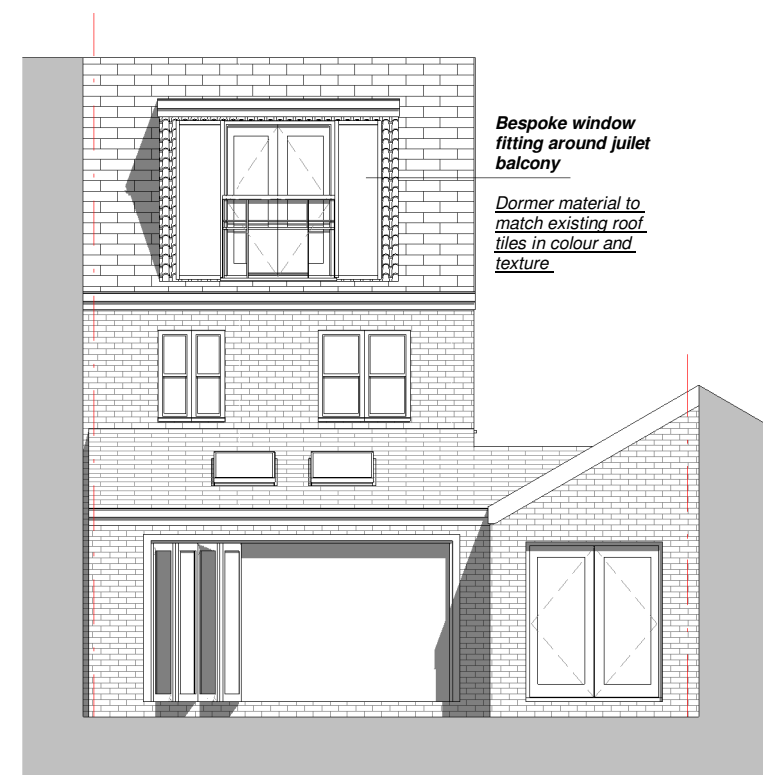 Bespoke window
fitting around juilet
balcony
Dormer material to
match existing roof
tiles in colour and
texture